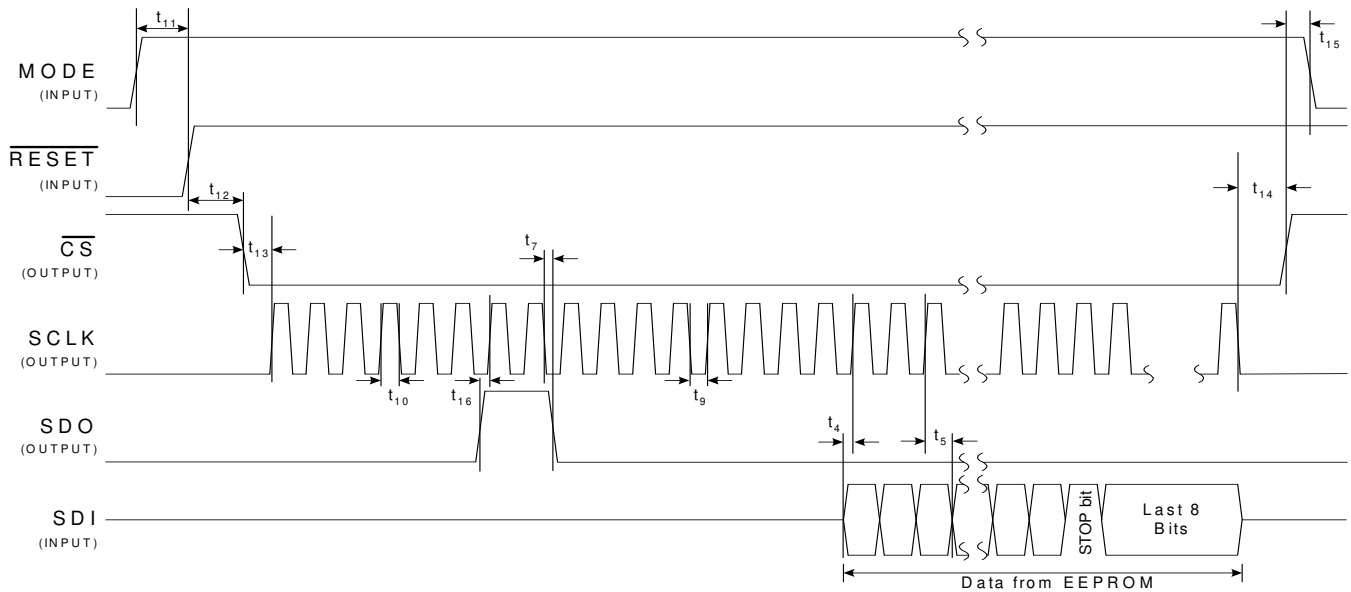 t11
t15
MODE
(INPUT)
RESET
(INPUT)
t12
t14
CS
(OUTPUT)
t13
t7
SCLK
(OUTPUT)
t10
t16
t9
SDO
(OUTPUT)
t4
t5
SDI
(INPUT)
STOP bit
Last 8
Bits
Data from EEPROM